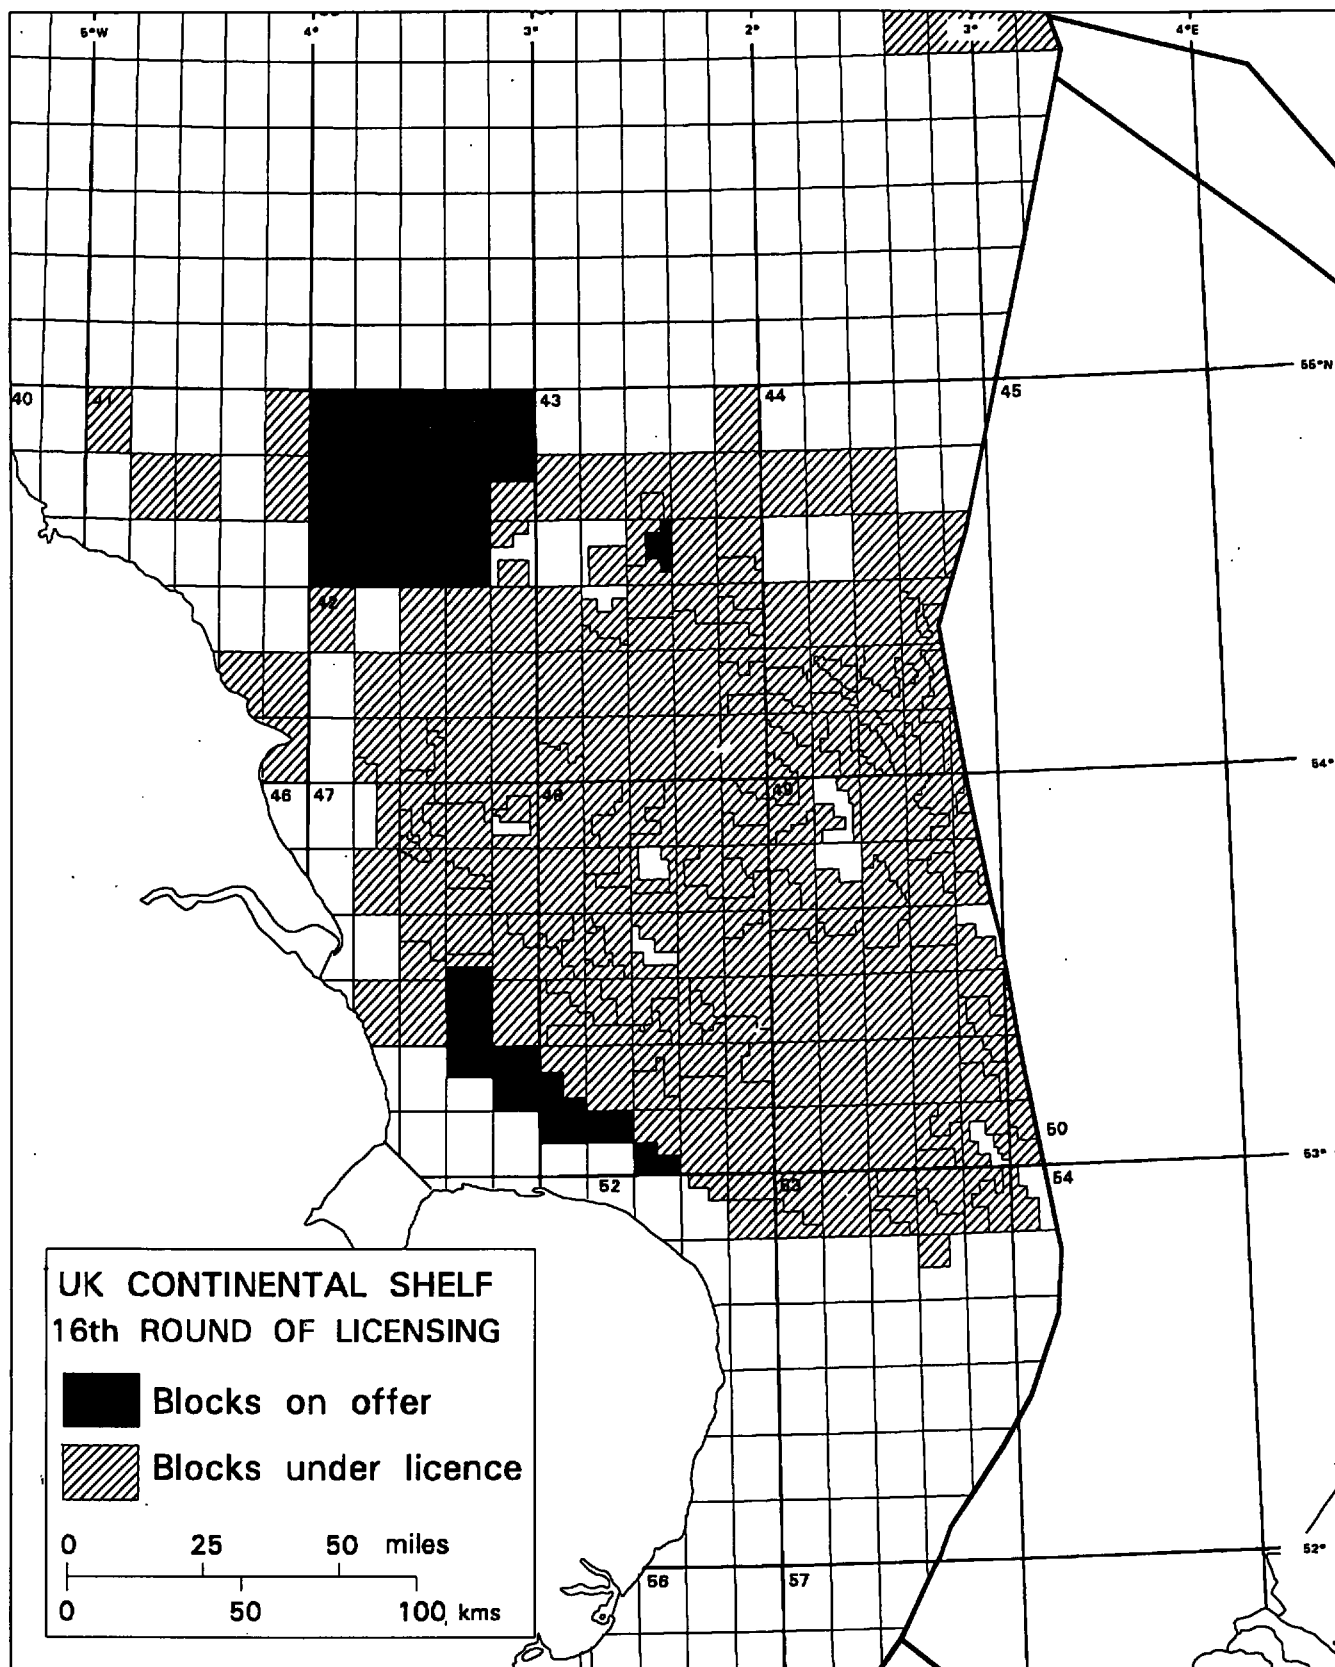 5°W 4° 3° 2° 3° 4°E
55°N
40 41 43 44 45
42
54°
46 47 48 49
50
53°
52 53 54
UK CONTINENTAL SHELF
16th ROUND OF LICENSING
Blocks on offer
Blocks under licence
0 25 50 miles
0 50 100 kms
52°
56 57